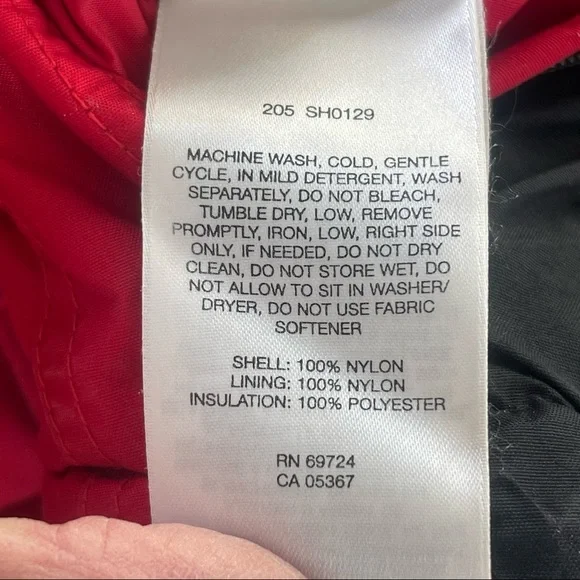 205 SH0129
MACHINE WASH, COLD, GENTLE
CYCLE, IN MILD DETERGENT, WASH
SEPARATELY, DO NOT BLEACH,
TUMBLE DRY, LOW, REMOVE
PROMPTLY, IRON, LOW, RIGHT SIDE
ONLY, IF NEEDED, DO NOT DRY
CLEAN, DO NOT STORE WET, DO
NOT ALLOW TO SIT IN WASHER/
DRYER, DO NOT USE FABRIC
SOFTENER
SHELL: 100% NYLON
LINING: 100% NYLON
INSULATION: 100% POLYESTER
RN 69724
CA 05367